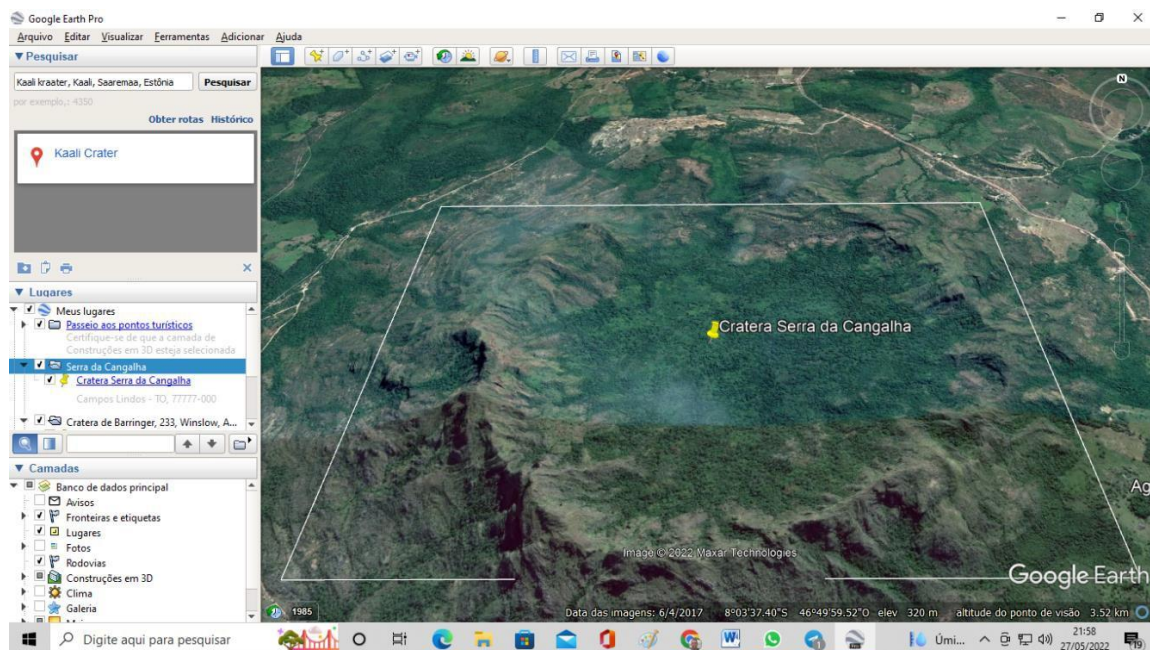 Google Earth Pro
Arquivo Editar Visualizar Ferramentas Adicionar Ajuda
Pesquisar
Kaali kraater, Kaali, Saaremaa, Estônia Pesquisar
por exemplo,: 4350
Obter rotas Histórico
Kaali Crater
Lugares
Meus lugares
Passeio aos pontos turísticos
Certifique-se de que a camada de
Construções em 3D esteja selecionada
Serra da Cangalha
Cratera Serra da Cangalha
Campos Lindos - TO, 77777-000
Cratera de Barringer, 233, Winslow, A...
Camadas
Banco de dados principal
Avisos
Fronteiras e etiquetas
Lugares
Fotos
Rodovias
Construções em 3D
Clima
Galeria
N
Cratera Serra da Cangalha
Ag
Image © 2022 Maxar Technologies
Google Earth
1985
Data das imagens: 6/4/2017 8°03'37.40"S 46°49'59.52"O elev 320 m altitude do ponto de visão 3.52 km
Digite aqui para pesquisar
Úmi...
21:58
27/05/2022
19